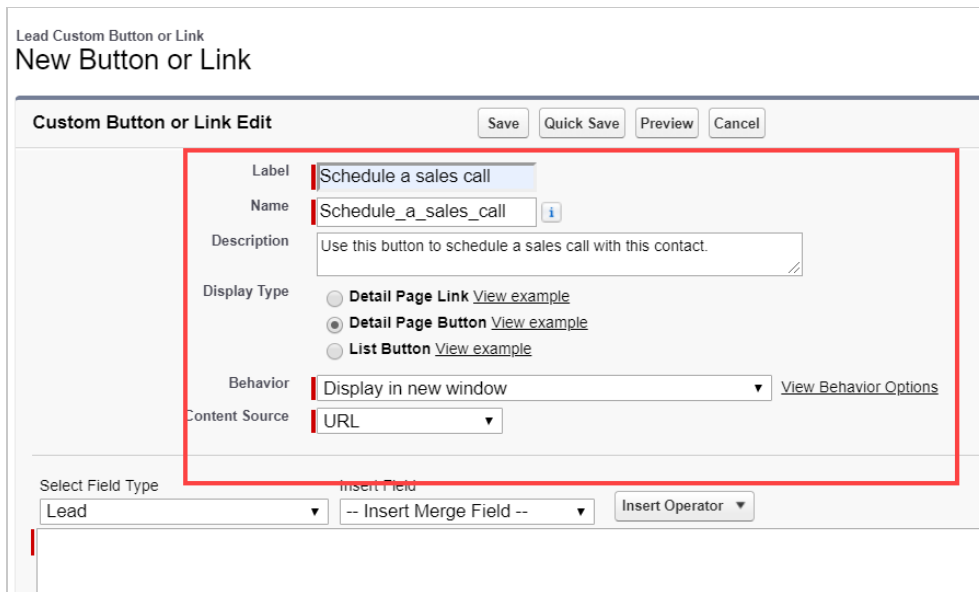 Lead Custom Button or Link
New Button or Link
Custom Button or Link Edit Save Quick Save Preview Cancel
Label Schedule a sales call
Name Schedule_a_sales_call i
Description Use this button to schedule a sales call with this contact.
Display Type Detail Page Link View example
Detail Page Button View example
List Button View example
Behavior Display in new window View Behavior Options
Content Source URL
Select Field Type Insert Field
Lead -- Insert Merge Field -- Insert Operator